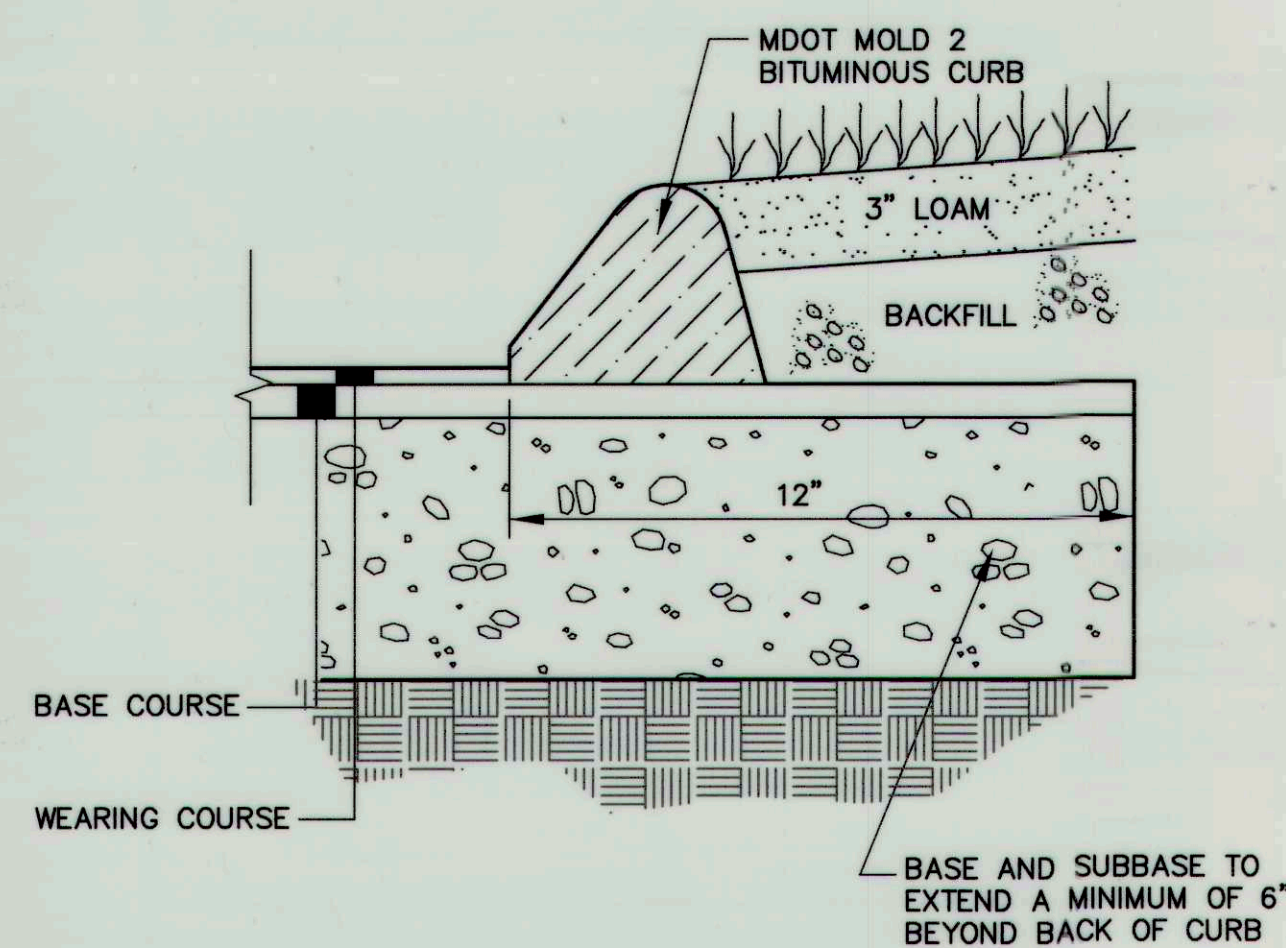 MDOT MOLD 2
BITUMINOUS CURB
3" LOAM
BACKFILL
12"
BASE COURSE
WEARING COURSE
BASE AND SUBBASE TO
EXTEND A MINIMUM OF 6"
BEYOND BACK OF CURB